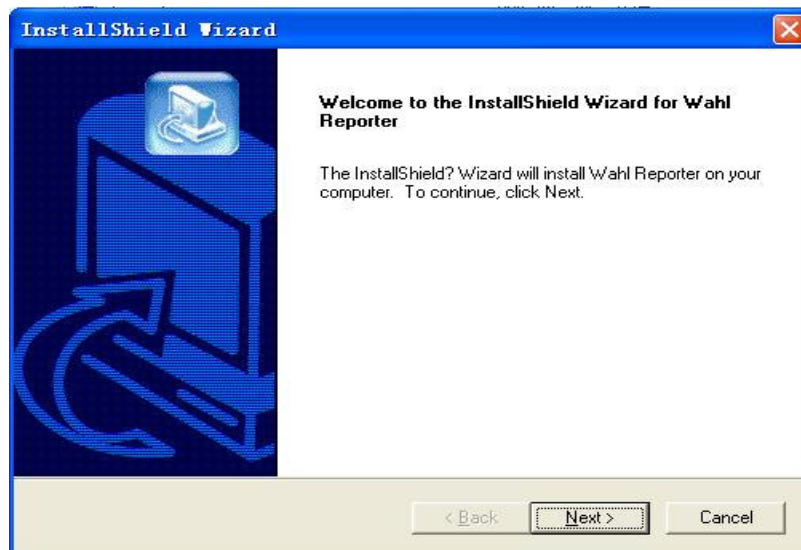 InstallShield Wizard
Welcome to the InstallShield Wizard for Wahl
Reporter
The InstallShield? Wizard will install Wahl Reporter on your
computer. To continue, click Next.
< Back
Next >
Cancel